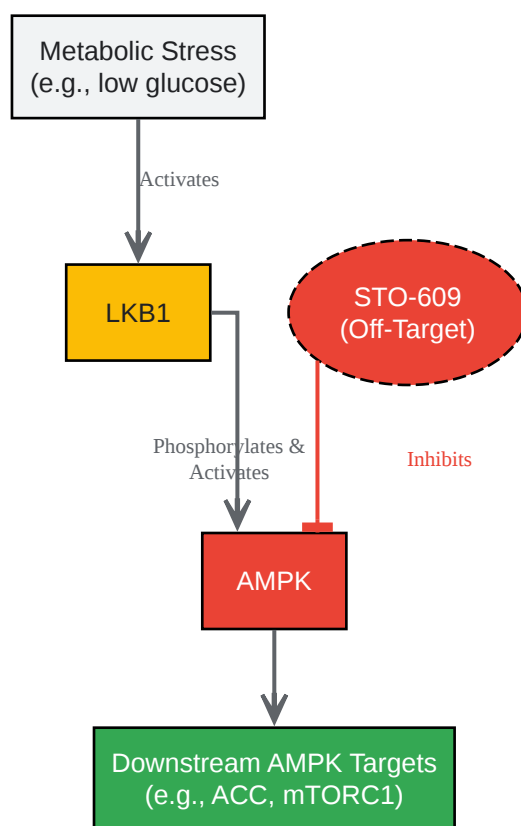 Metabolic Stress
(e.g., low glucose)
Activates
LKB1
STO-609
(Off-Target)
Phosphorylates &
Activates
Inhibits
AMPK
Downstream AMPK Targets
(e.g., ACC, mTORC1)